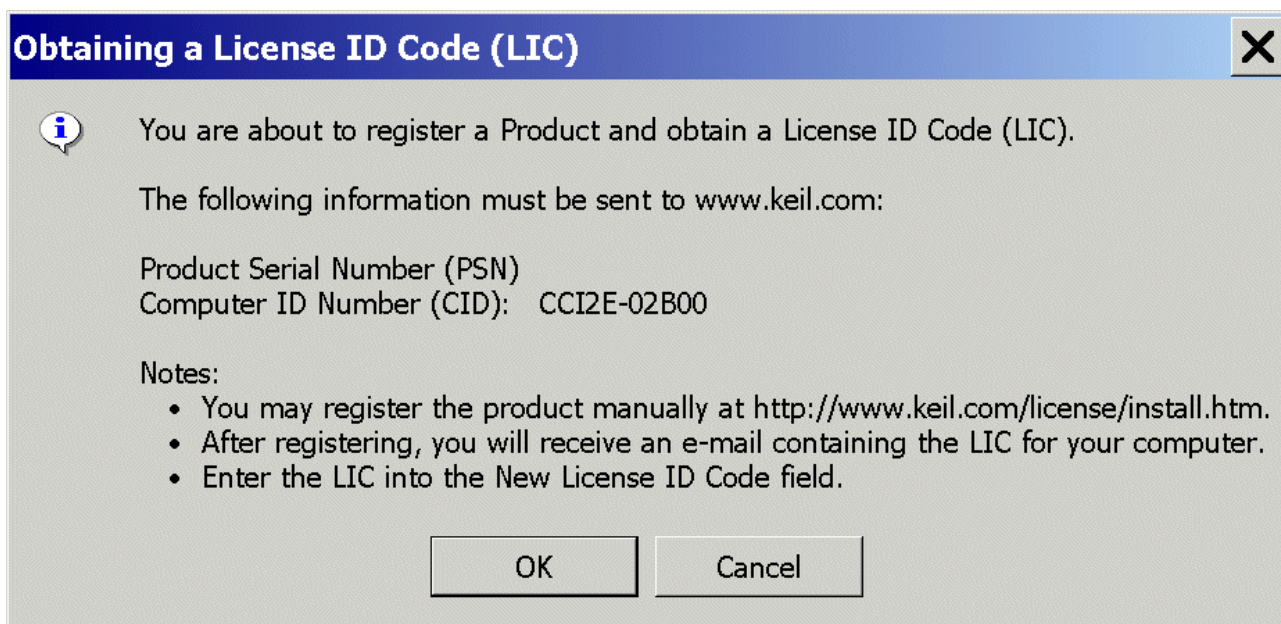 Obtaining a License ID Code (LIC)
You are about to register a Product and obtain a License ID Code (LIC).
The following information must be sent to www.keil.com:
Product Serial Number (PSN)
Computer ID Number (CID): CCI2E-02B00
Notes:
• You may register the product manually at http://www.keil.com/license/install.htm.
• After registering, you will receive an e-mail containing the LIC for your computer.
• Enter the LIC into the New License ID Code field.
OK Cancel